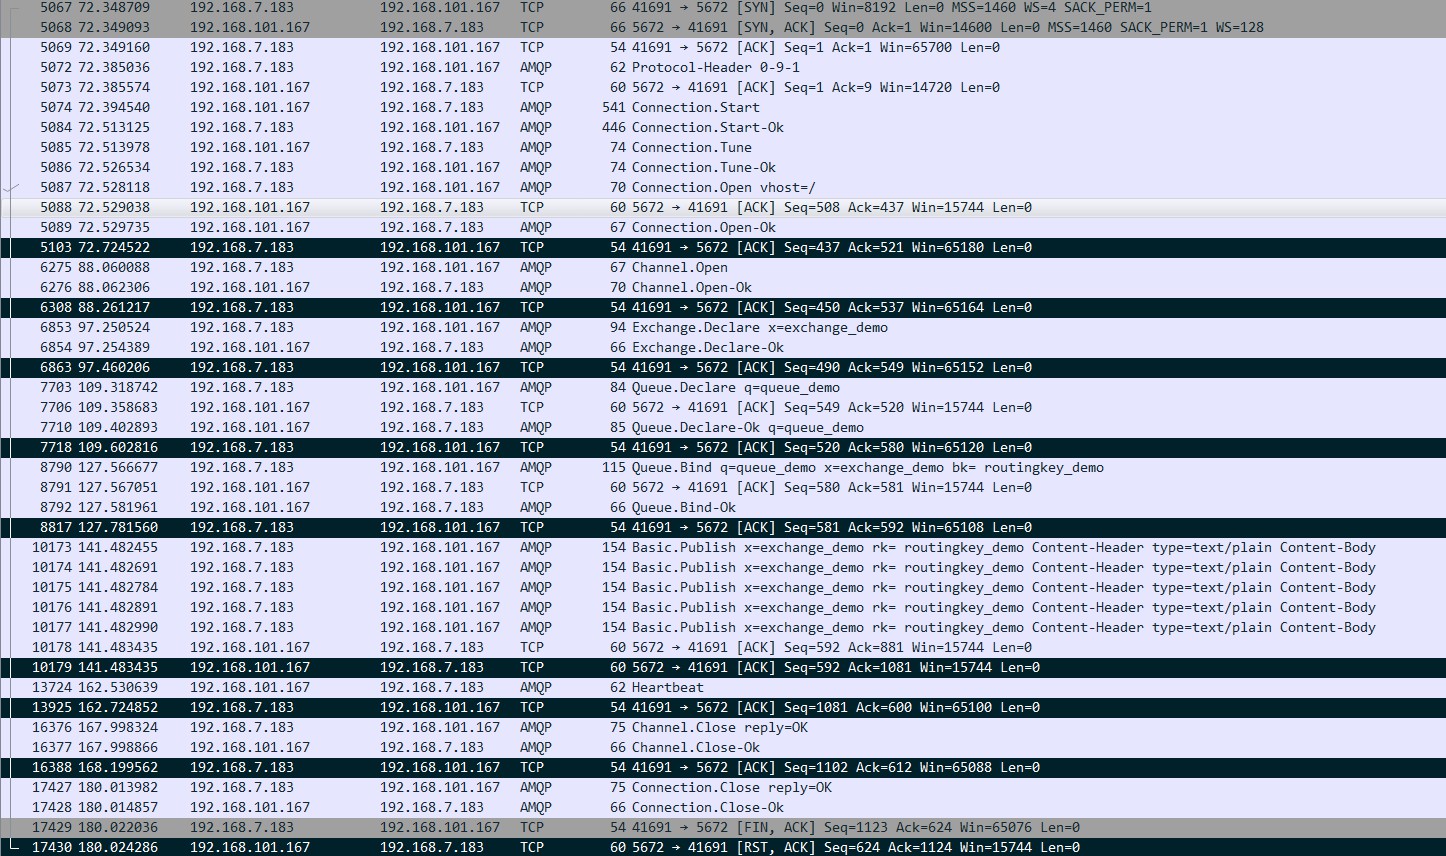 5067 72.348709 192.168.7.183 192.168.101.167 TCP 66 41691 → 5672 [SYN] Seq=0 Win=8192 Len=0 MSS=1460 WS=4 SACK_PERM=1
5068 72.349093 192.168.101.167 192.168.7.183 TCP 66 5672 → 41691 [SYN, ACK] Seq=0 Ack=1 Win=14600 Len=0 MSS=1460 SACK_PERM=1 WS=128
5069 72.349160 192.168.7.183 192.168.101.167 TCP 54 41691 → 5672 [ACK] Seq=1 Ack=1 Win=65700 Len=0
5072 72.385036 192.168.7.183 192.168.101.167 AMQP 62 Protocol-Header 0-9-1
5073 72.385574 192.168.101.167 192.168.7.183 TCP 60 5672 → 41691 [ACK] Seq=1 Ack=9 Win=14720 Len=0
5074 72.394540 192.168.101.167 192.168.7.183 AMQP 541 Connection.Start
5084 72.513125 192.168.7.183 192.168.101.167 AMQP 446 Connection.Start-Ok
5085 72.513978 192.168.101.167 192.168.7.183 AMQP 74 Connection.Tune
5086 72.526534 192.168.7.183 192.168.101.167 AMQP 74 Connection.Tune-Ok
5087 72.528118 192.168.7.183 192.168.101.167 AMQP 70 Connection.Open vhost=/
5088 72.529038 192.168.101.167 192.168.7.183 TCP 60 5672 → 41691 [ACK] Seq=508 Ack=437 Win=15744 Len=0
5089 72.529735 192.168.101.167 192.168.7.183 AMQP 67 Connection.Open-Ok
5103 72.724522 192.168.7.183 192.168.101.167 TCP 54 41691 → 5672 [ACK] Seq=437 Ack=521 Win=65180 Len=0
6275 88.060088 192.168.7.183 192.168.101.167 AMQP 67 Channel.Open
6276 88.062306 192.168.101.167 192.168.7.183 AMQP 70 Channel.Open-Ok
6308 88.261217 192.168.7.183 192.168.101.167 TCP 54 41691 → 5672 [ACK] Seq=450 Ack=537 Win=65164 Len=0
6853 97.250524 192.168.7.183 192.168.101.167 AMQP 94 Exchange.Declare x=exchange_demo
6854 97.254389 192.168.101.167 192.168.7.183 AMQP 66 Exchange.Declare-Ok
6863 97.460206 192.168.7.183 192.168.101.167 TCP 54 41691 → 5672 [ACK] Seq=490 Ack=549 Win=65152 Len=0
7703 109.318742 192.168.7.183 192.168.101.167 AMQP 84 Queue.Declare q=queue_demo
7706 109.358683 192.168.101.167 192.168.7.183 TCP 60 5672 → 41691 [ACK] Seq=549 Ack=520 Win=15744 Len=0
7710 109.402893 192.168.101.167 192.168.7.183 AMQP 85 Queue.Declare-Ok q=queue_demo
7718 109.602816 192.168.7.183 192.168.101.167 TCP 54 41691 → 5672 [ACK] Seq=520 Ack=580 Win=65120 Len=0
8790 127.566677 192.168.7.183 192.168.101.167 AMQP 115 Queue.Bind q=queue_demo x=exchange_demo bk= routingkey_demo
8791 127.567051 192.168.101.167 192.168.7.183 TCP 60 5672 → 41691 [ACK] Seq=580 Ack=581 Win=15744 Len=0
8792 127.581961 192.168.101.167 192.168.7.183 AMQP 66 Queue.Bind-Ok
8817 127.781560 192.168.7.183 192.168.101.167 TCP 54 41691 → 5672 [ACK] Seq=581 Ack=592 Win=65108 Len=0
10173 141.482455 192.168.7.183 192.168.101.167 AMQP 154 Basic.Publish x=exchange_demo rk= routingkey_demo Content-Header type=text/plain Content-Body
10174 141.482691 192.168.7.183 192.168.101.167 AMQP 154 Basic.Publish x=exchange_demo rk= routingkey_demo Content-Header type=text/plain Content-Body
10175 141.482784 192.168.7.183 192.168.101.167 AMQP 154 Basic.Publish x=exchange_demo rk= routingkey_demo Content-Header type=text/plain Content-Body
10176 141.482891 192.168.7.183 192.168.101.167 AMQP 154 Basic.Publish x=exchange_demo rk= routingkey_demo Content-Header type=text/plain Content-Body
10177 141.482990 192.168.7.183 192.168.101.167 AMQP 154 Basic.Publish x=exchange_demo rk= routingkey_demo Content-Header type=text/plain Content-Body
10178 141.483435 192.168.101.167 192.168.7.183 TCP 60 5672 → 41691 [ACK] Seq=592 Ack=881 Win=15744 Len=0
10179 141.483435 192.168.101.167 192.168.7.183 TCP 60 5672 → 41691 [ACK] Seq=592 Ack=1081 Win=15744 Len=0
13724 162.530639 192.168.101.167 192.168.7.183 AMQP 62 Heartbeat
13925 162.724852 192.168.7.183 192.168.101.167 TCP 54 41691 → 5672 [ACK] Seq=1081 Ack=600 Win=65100 Len=0
16376 167.998324 192.168.7.183 192.168.101.167 AMQP 75 Channel.Close reply=OK
16377 167.998866 192.168.101.167 192.168.7.183 AMQP 66 Channel.Close-Ok
16388 168.199562 192.168.7.183 192.168.101.167 TCP 54 41691 → 5672 [ACK] Seq=1102 Ack=612 Win=65088 Len=0
17427 180.013982 192.168.7.183 192.168.101.167 AMQP 75 Connection.Close reply=OK
17428 180.014857 192.168.101.167 192.168.7.183 AMQP 66 Connection.Close-Ok
17429 180.022036 192.168.7.183 192.168.101.167 TCP 54 41691 → 5672 [FIN, ACK] Seq=1123 Ack=624 Win=65076 Len=0
17430 180.024286 192.168.101.167 192.168.7.183 TCP 60 5672 → 41691 [RST, ACK] Seq=624 Ack=1124 Win=15744 Len=0